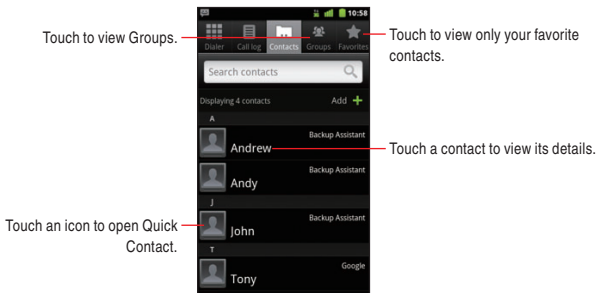 10:58
Touch to view Groups.
Dialer Call log Contacts Groups Favorites
Touch to view only your favorite
contacts.
Search contacts
Displaying 4 contacts Add
A
Backup Assistant
Andrew
Touch a contact to view its details.
Backup Assistant
Andy
J
Backup Assistant
John
Touch an icon to open Quick
Contact.
T
Google
Tony